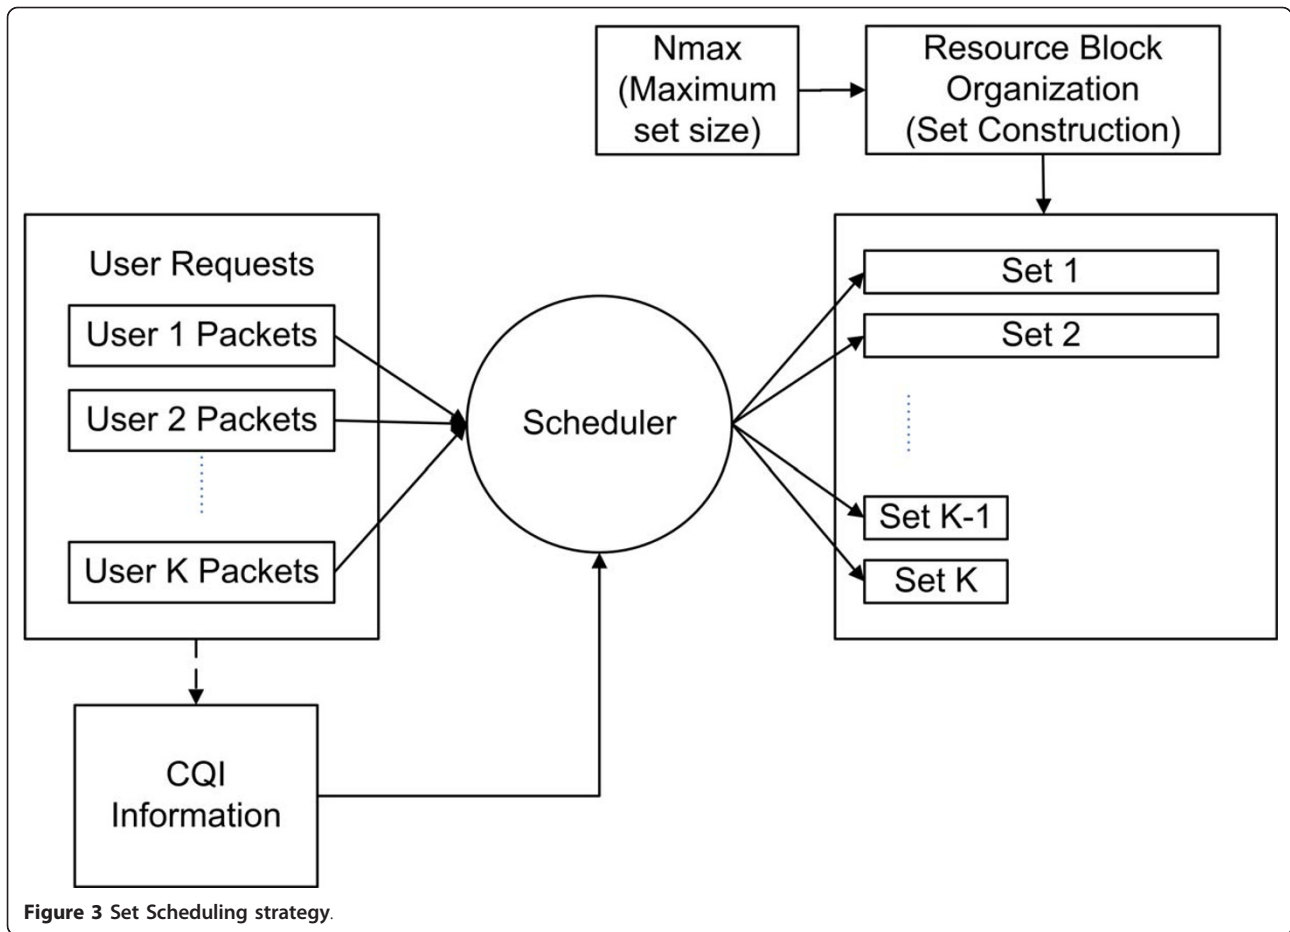 Nmax
(Maximum
set size)
Resource Block
Organization
(Set Construction)
User Requests
User 1 Packets
User 2 Packets
User K Packets
Scheduler
Set 1
Set 2
Set K-1
Set K
CQI
Information
Figure 3 Set Scheduling strategy.